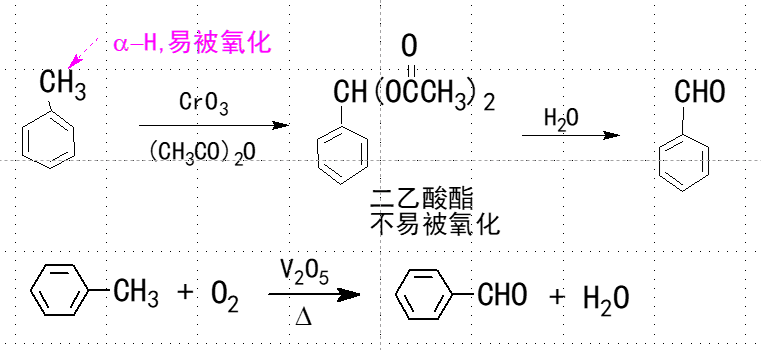 α-H,易被氧化
CH3
CrO3
(CH3CO)2O
O
CH(OCCH3)2
二乙酸酯
不易被氧化
H2O
CHO
CH3 + O2
V2O5
Δ
CHO + H2O